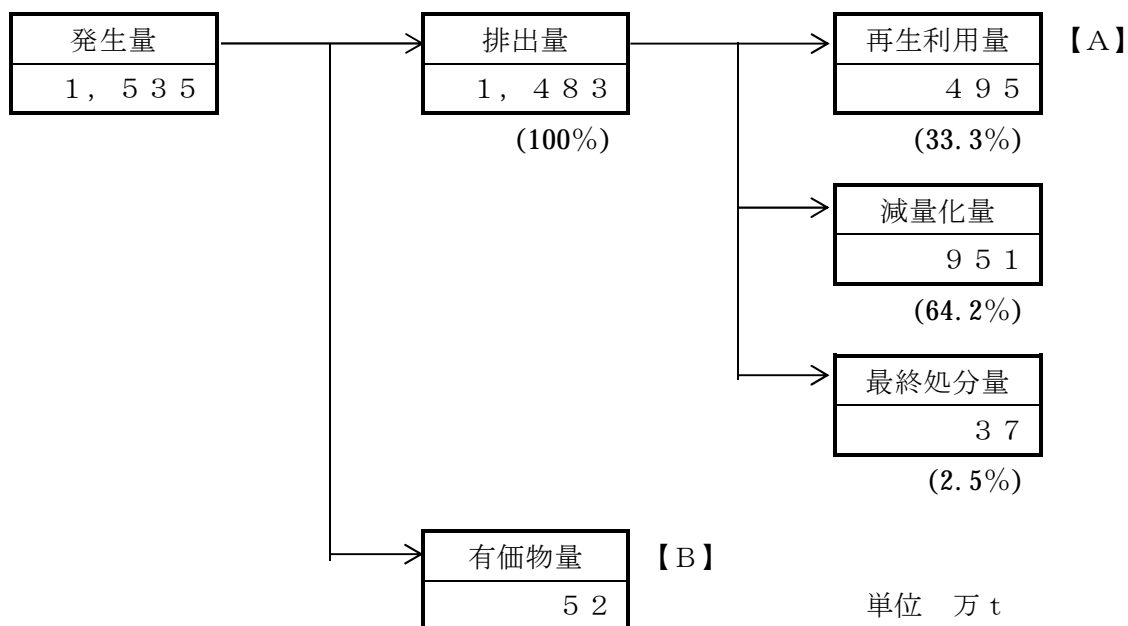 発生量
1,535
排出量
1,483
(100%)
再生利用量
495
(33.3%)
【A】
減量化量
951
(64.2%)
最終処分量
37
(2.5%)
有価物量
52
【B】
単位 万t